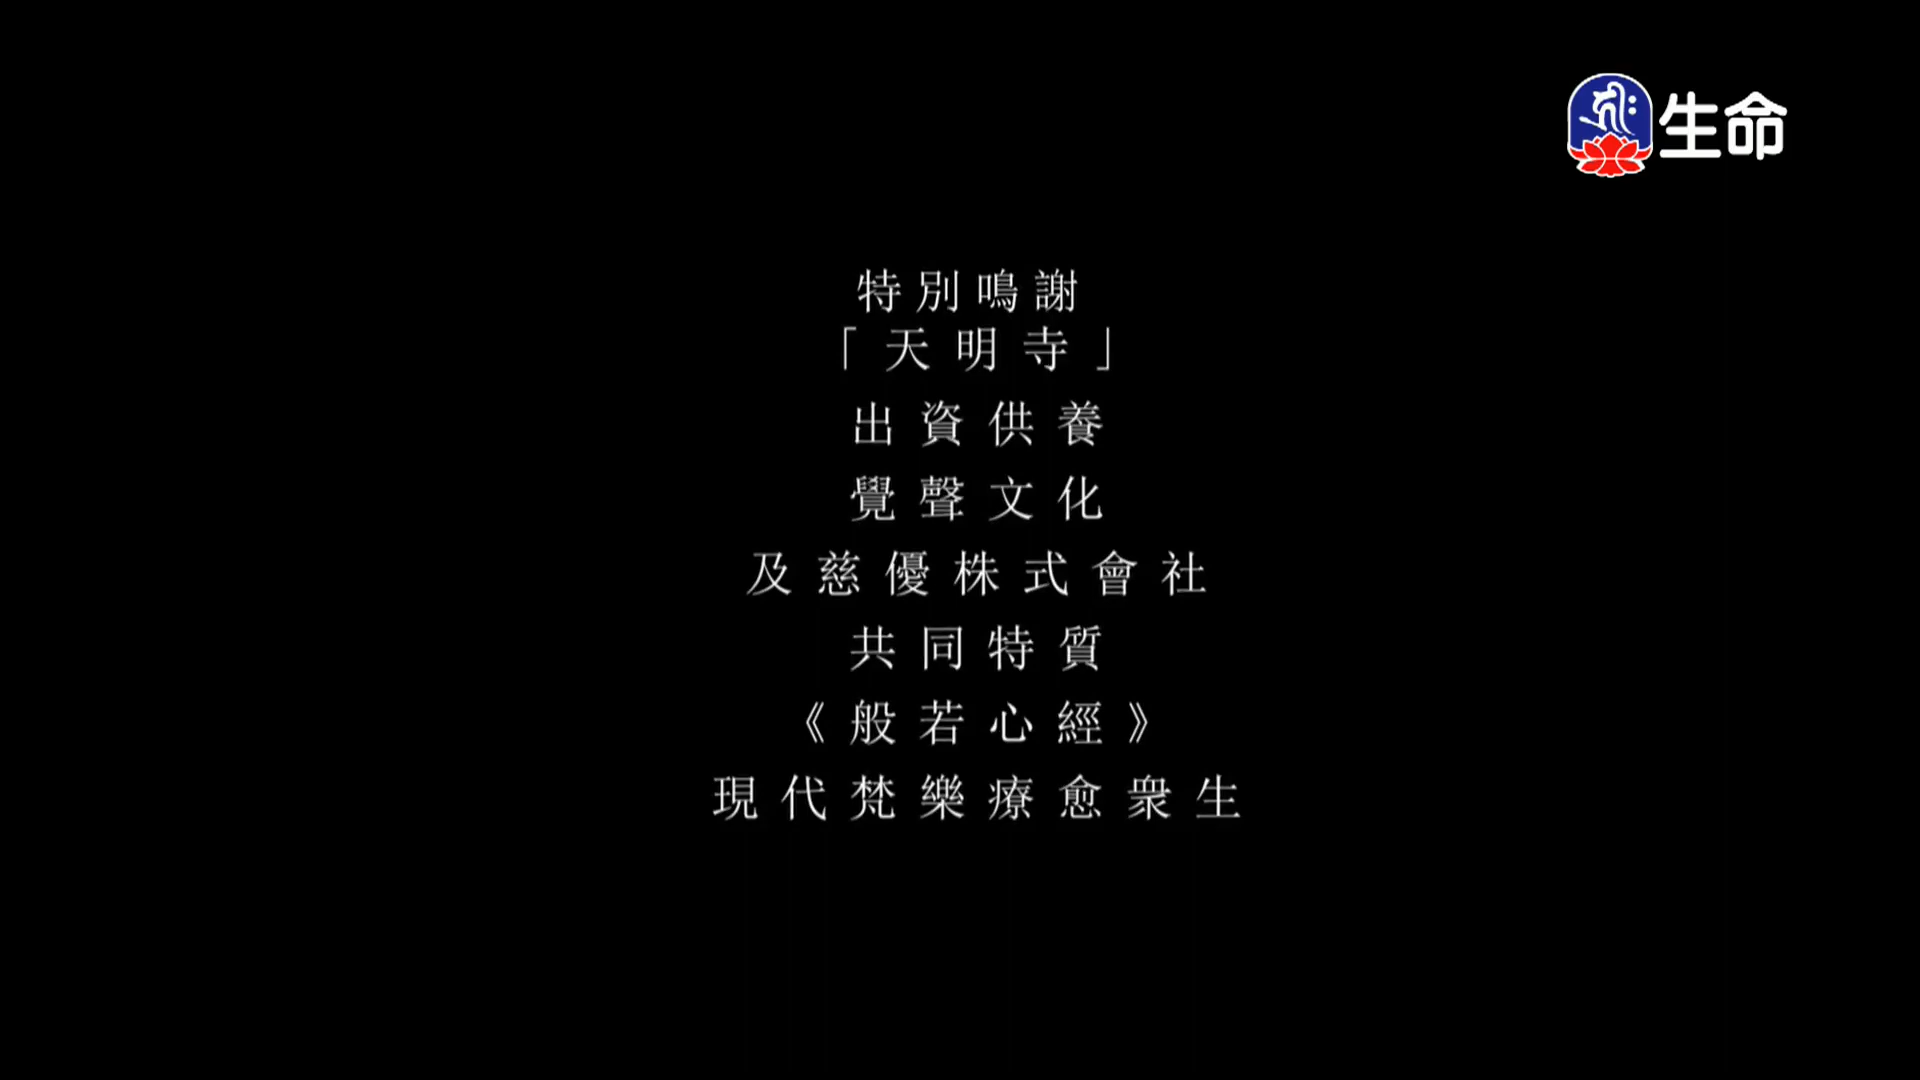 生命
特別鳴謝
「天明寺」
出資供養
覺聲文化
及慈優株式會社
共同特質
《般若心經》
現代梵樂療愈衆生